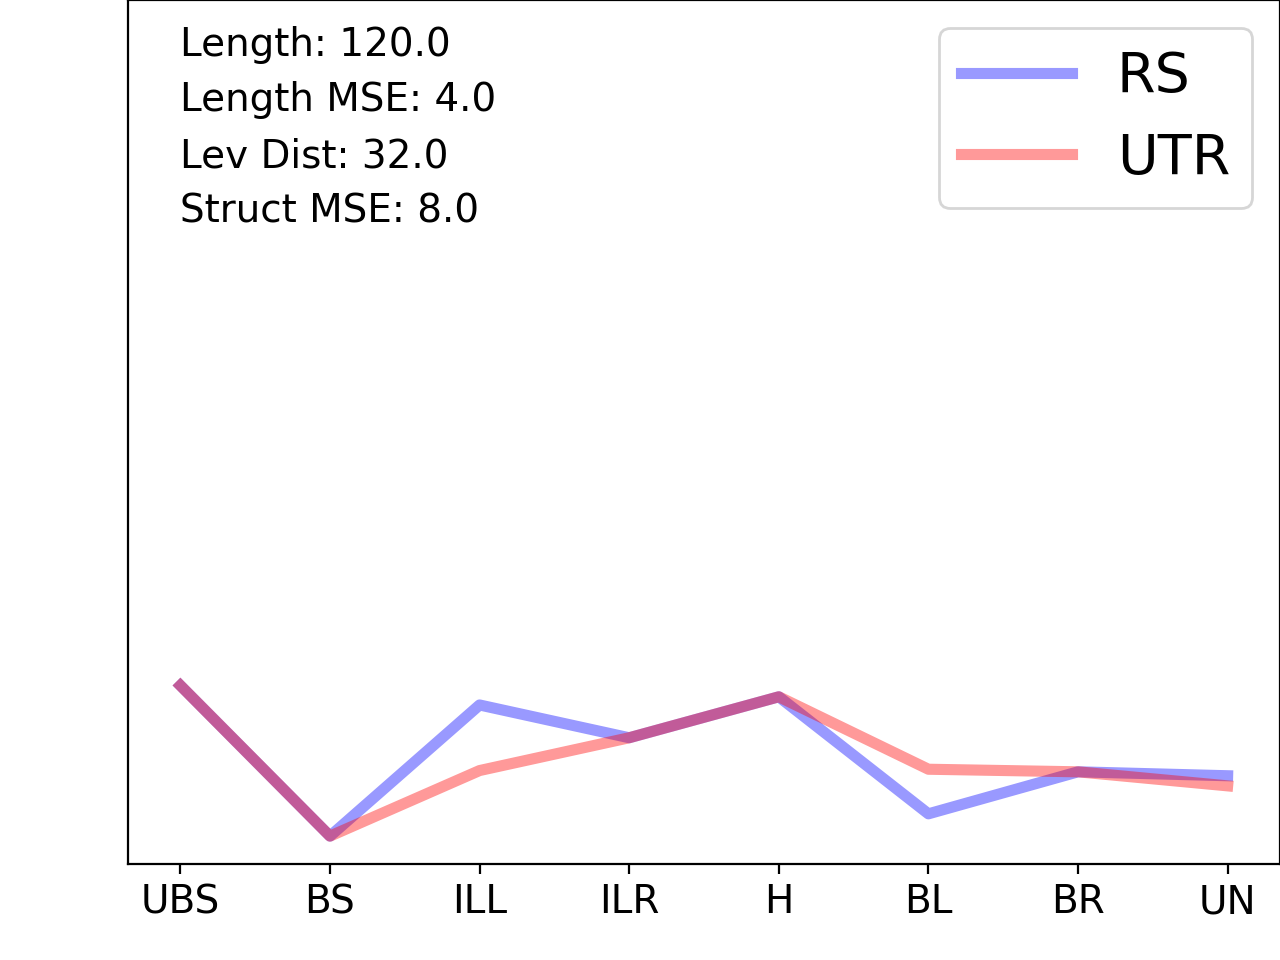 Length: 120.0
Length MSE: 4.0
Lev Dist: 32.0
Struct MSE: 8.0
RS
UTR
UBS BS ILL ILR H BL BR UN